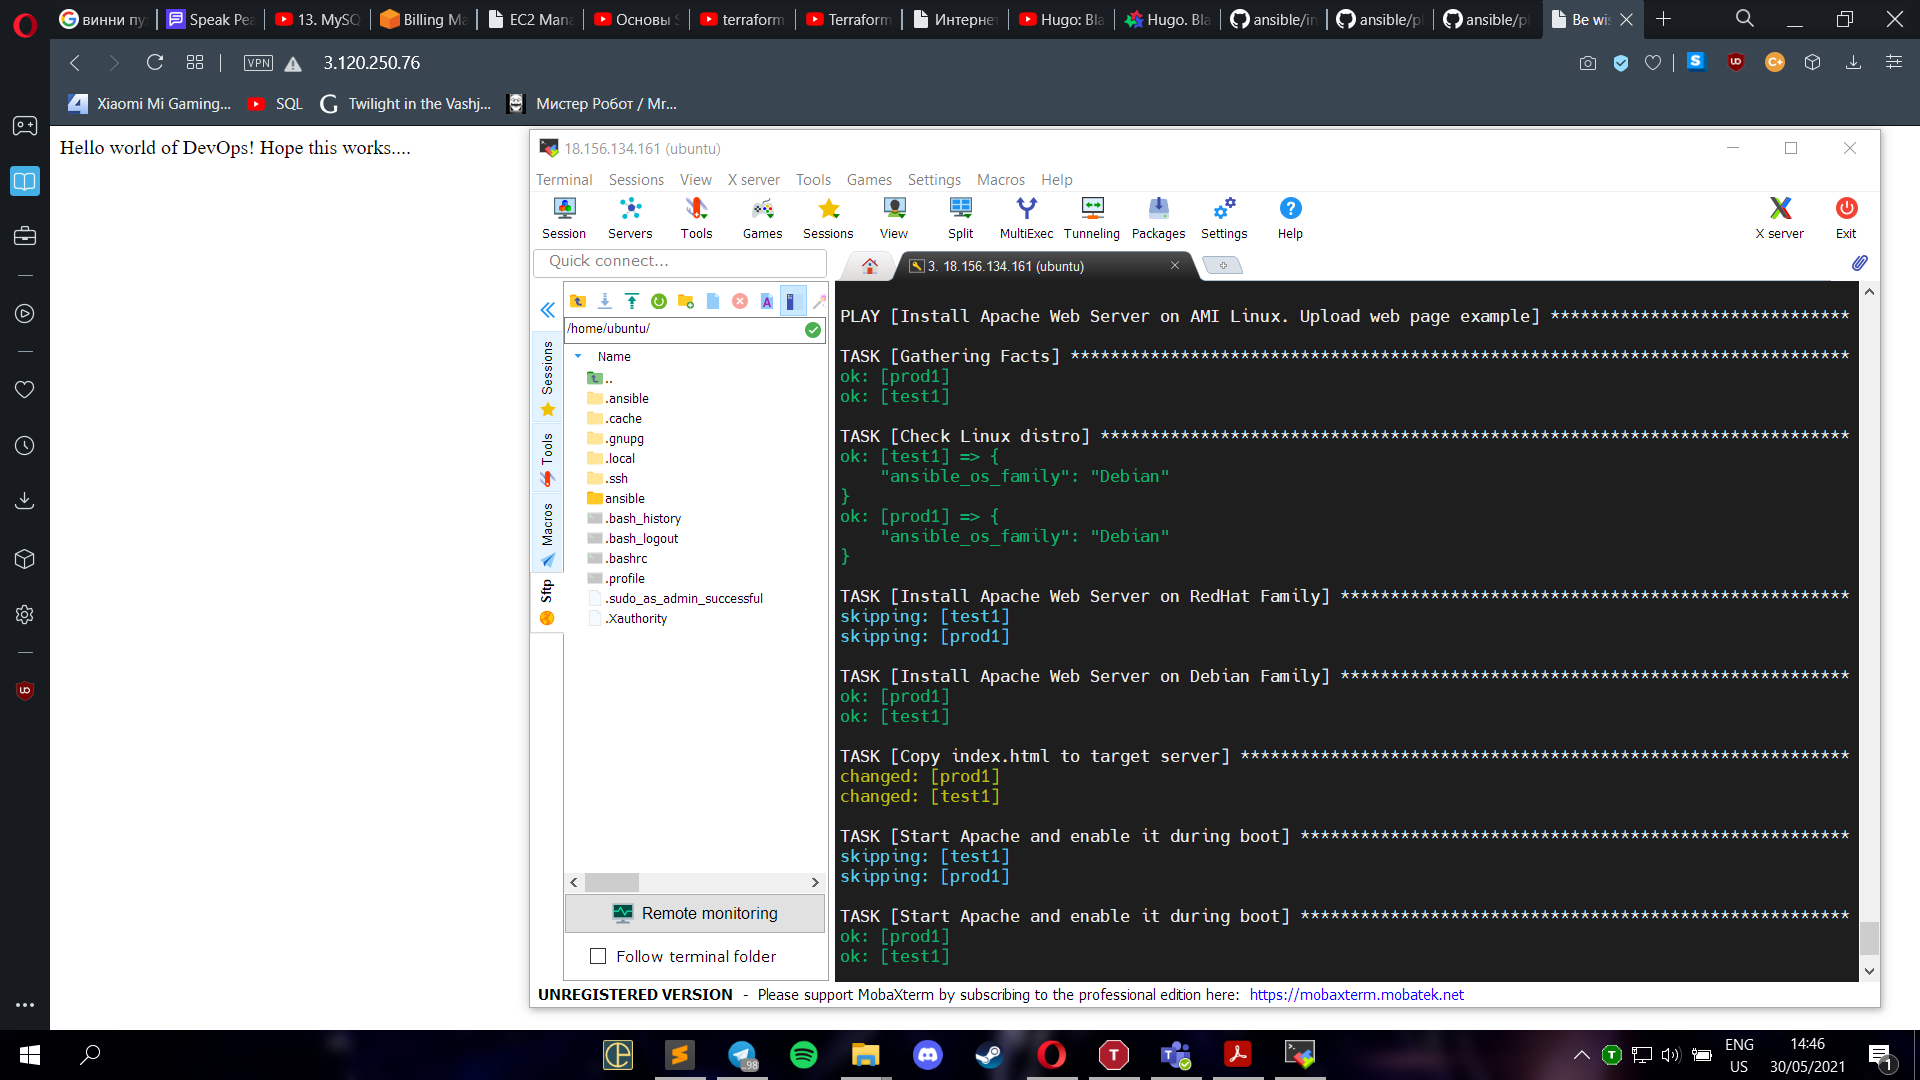 винни пу
Speak Pea
13. MySQ
Billing Ma
EC2 Mana
Основы S
terraform
Terraform
Интернет
Hugo: Bla
Hugo. Bla
ansible/in
ansible/pl
ansible/pl
Be wis
VPN
3.120.250.76
Xiaomi Mi Gaming...
SQL
Twilight in the Vashj...
Мистер Робот / Mr...
Hello world of DevOps! Hope this works....
18.156.134.161 (ubuntu)
Terminal Sessions View X server Tools Games Settings Macros Help
Session Servers Tools Games Sessions View Split MultiExec Tunneling Packages Settings Help X server Exit
Quick connect...
3. 18.156.134.161 (ubuntu)
/home/ubuntu/
Sessions
Tools
Macros
Sftp
Name
..
.ansible
.cache
.gnupg
.local
.ssh
ansible
.bash_history
.bash_logout
.bashrc
.profile
.sudo_as_admin_successful
.Xauthority
Remote monitoring
Follow terminal folder
PLAY [Install Apache Web Server on AMI Linux. Upload web page example] ******************************
TASK [Gathering Facts] ******************************************************************************
ok: [prod1]
ok: [test1]
TASK [Check Linux distro] ***************************************************************************
ok: [test1] => {
"ansible_os_family": "Debian"
}
ok: [prod1] => {
"ansible_os_family": "Debian"
}
TASK [Install Apache Web Server on RedHat Family] ***************************************************
skipping: [test1]
skipping: [prod1]
TASK [Install Apache Web Server on Debian Family] ***************************************************
ok: [prod1]
ok: [test1]
TASK [Copy index.html to target server] *************************************************************
changed: [prod1]
changed: [test1]
TASK [Start Apache and enable it during boot] *******************************************************
skipping: [test1]
skipping: [prod1]
TASK [Start Apache and enable it during boot] *******************************************************
ok: [prod1]
ok: [test1]
UNREGISTERED VERSION - Please support MobaXterm by subscribing to the professional edition here: https://mobaxterm.mobatek.net
98
ENG
US
14:46
30/05/2021
1